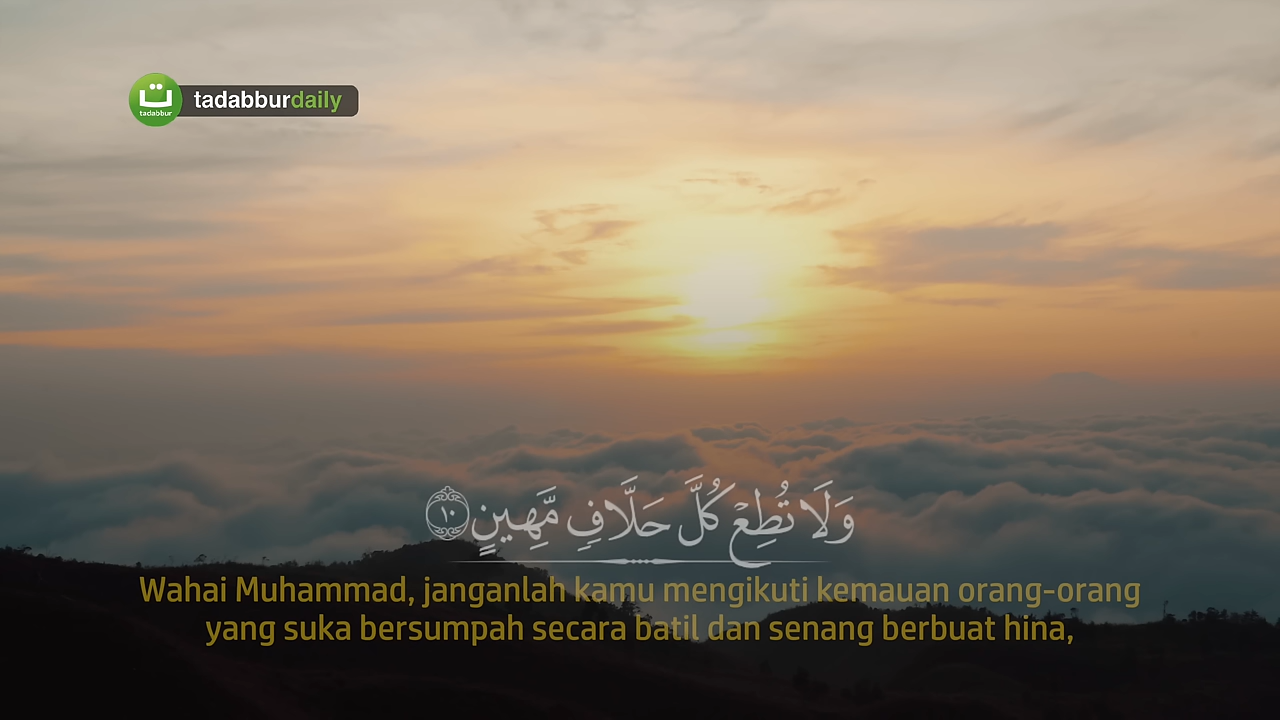 ت
tadabbur
tadabburdaily
وَلَا تُطِعْ كُلَّ حَلَّافٍ مَّهِينٍ ١٠
Wahai Muhammad, janganlah kamu mengikuti kemauan orang-orang
yang suka bersumpah secara batil dan senang berbuat hina,